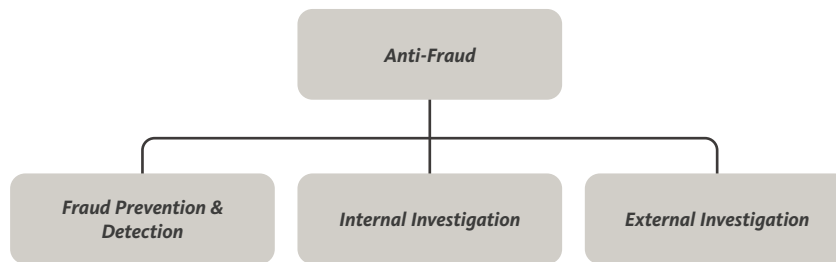 Anti-Fraud
Fraud Prevention &
Detection
Internal Investigation
External Investigation